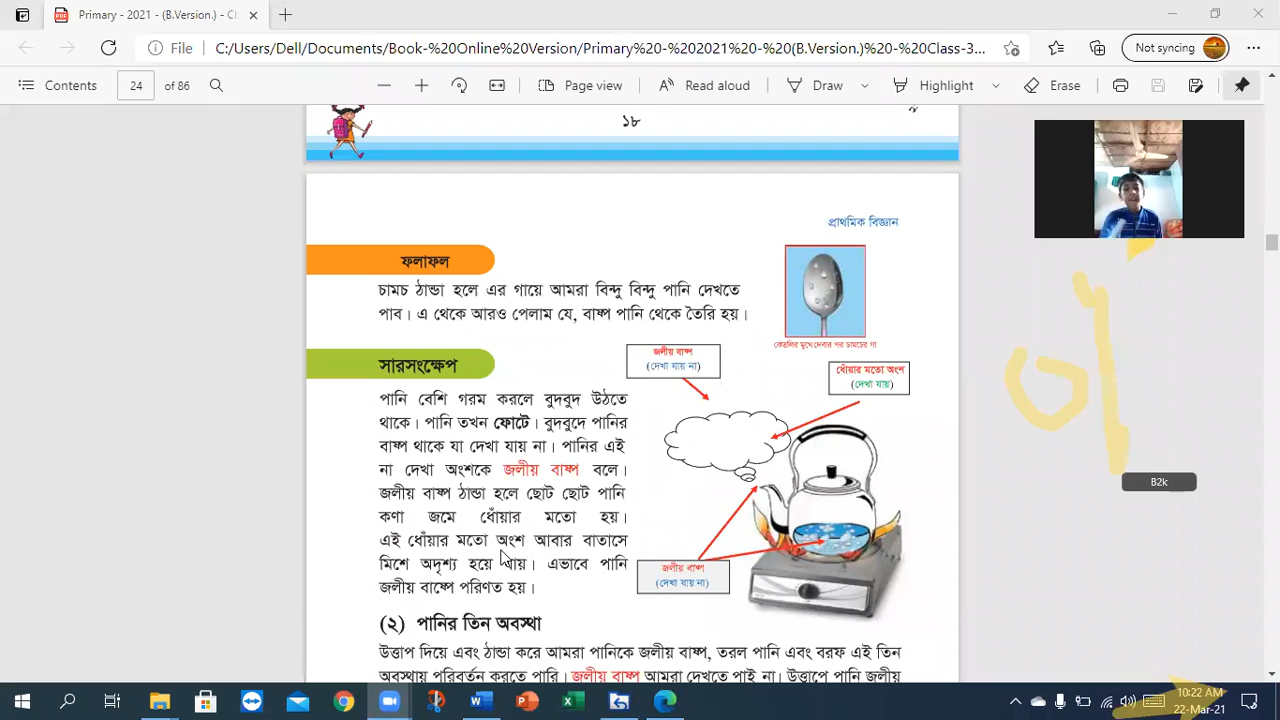 Primary - 2021 - (B.Version.) - Cl
File
C:/Users/Dell/Documents/Book-%20Online%20Version/Primary%20-%202021%20-%20(B.Version.)%20-%20Class-3...
Not syncing
Contents
24
of 86
Page view
Read aloud
Draw
Highlight
Erase
১৮
প্রাথমিক বিজ্ঞান
ফলাফল
চামচ ঠান্ডা হলে এর গায়ে আমরা বিন্দু বিন্দু পানি দেখতে
পাব। এ থেকে আরও পেলাম যে, বাষ্প পানি থেকে তৈরি হয়।
কেতলির মুখে দেবার পর চামচের গা
সারসংক্ষেপ
জলীয় বাষ্প
(দেখা যায় না)
ধোঁয়ার মতো অংশ
(দেখা যায়)
পানি বেশি গরম করলে বুদবুদ উঠতে
থাকে। পানি তখন ফোটে। বুদবুদে পানির
বাষ্প থাকে যা দেখা যায় না। পানির এই
না দেখা অংশকে জলীয় বাষ্প বলে।
জলীয় বাষ্প ঠান্ডা হলে ছোট ছোট পানি
কণা জমে ধোঁয়ার মতো হয়।
এই ধোঁয়ার মতো অংশ আবার বাতাসে
মিশে অদৃশ্য হয়ে যায়। এভাবে পানি
জলীয় বাষ্পে পরিণত হয়।
জলীয় বাষ্প
(দেখা যায় না)
B2k
(২) পানির তিন অবস্থা
উত্তাপ দিয়ে এবং ঠান্ডা করে আমরা পানিকে জলীয় বাষ্প, তরল পানি এবং বরফ এই তিন
অবস্থায় পরিবর্তন করতে পারি। জলীয় বাষ্প আমরা দেখতে পাই না। উত্তাপে পানি জলীয়
10:22 AM
22-Mar-21